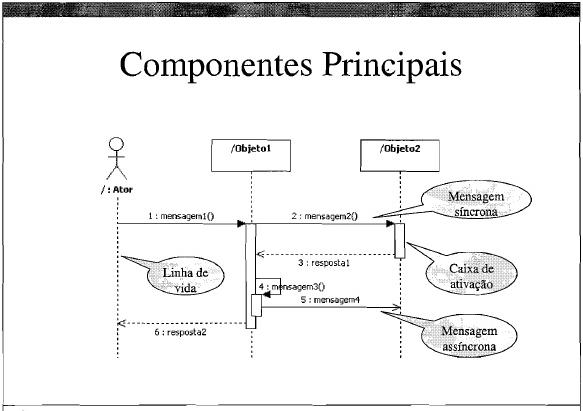 Componentes Principais
/Objeto1
/Objeto2
/ : Ator
Mensagem
síncrona
1 : mensagem1()
2 : mensagem2()
3 : resposta1
Linha de
vida
Caixa de
ativação
4 : mensagem3()
5 : mensagem4
6 : resposta2
Mensagem
assíncrona